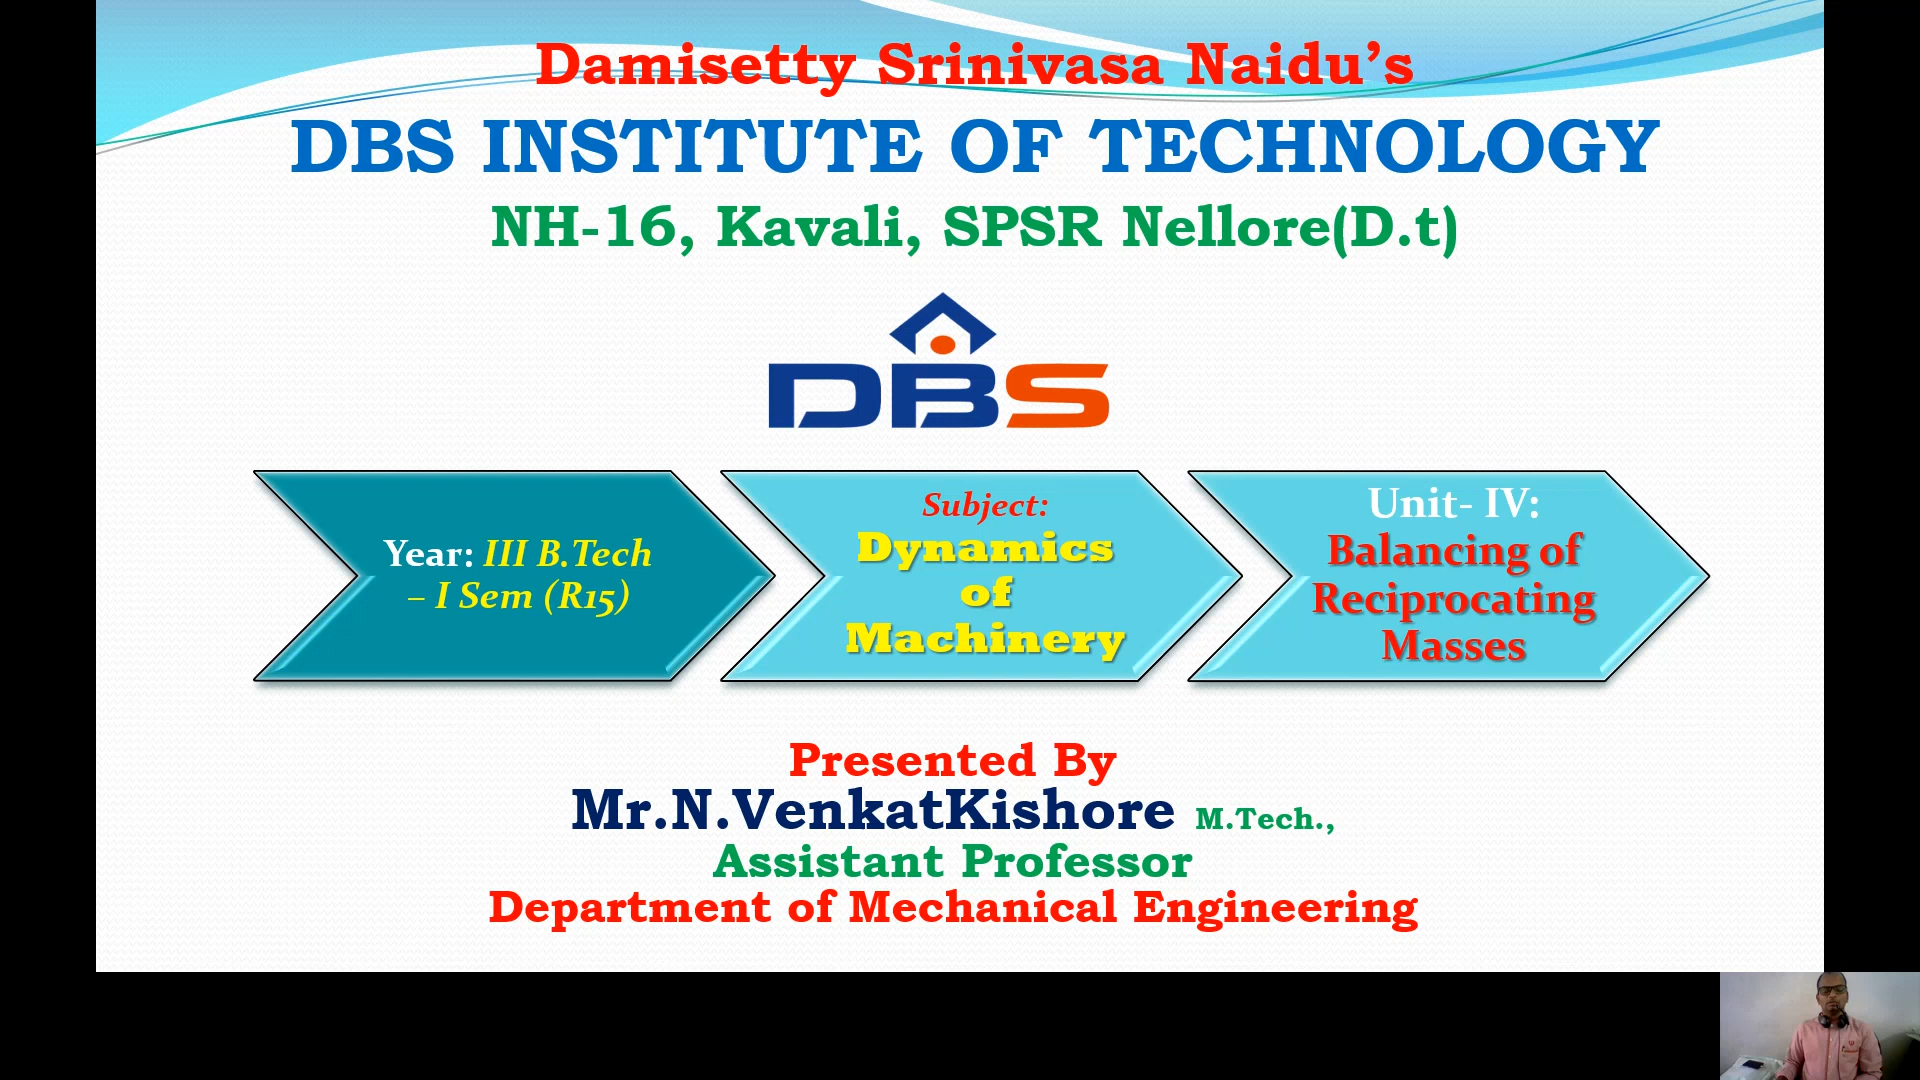 Damisetty Srinivasa Naidu’s
DBS INSTITUTE OF TECHNOLOGY
NH-16, Kavali, SPSR Nellore(D.t)
DBS
Year: III B.Tech
– I Sem (R15)
Subject:
Dynamics
of
Machinery
Unit- IV:
Balancing of
Reciprocating
Masses
Presented By
Mr.N.VenkatKishore M.Tech.,
Assistant Professor
Department of Mechanical Engineering